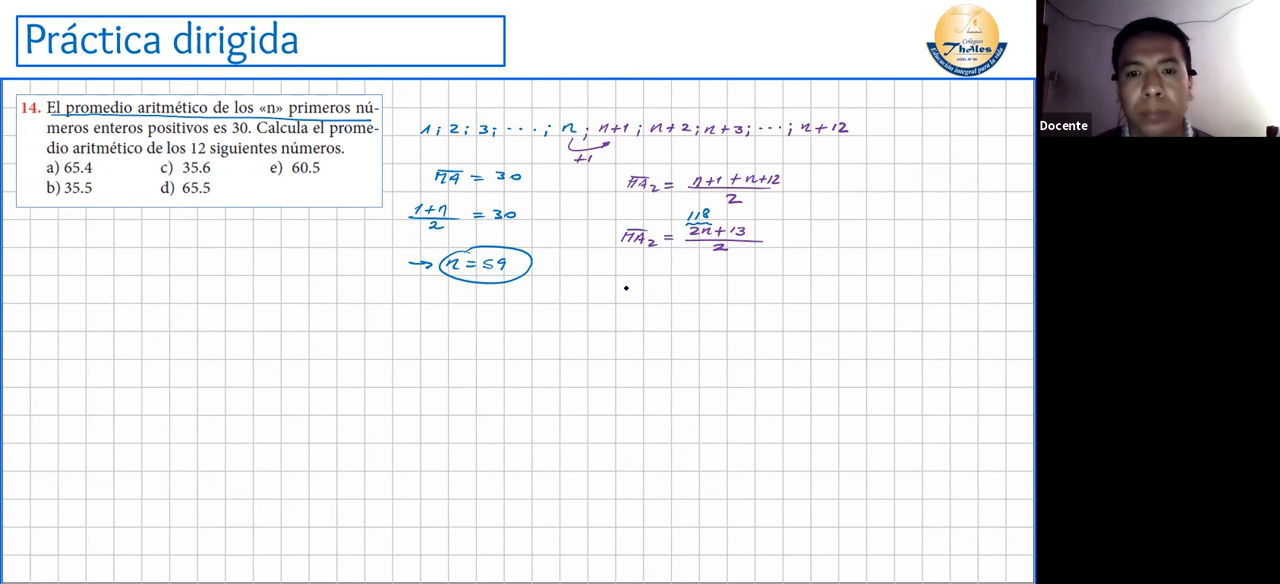 Práctica dirigida
Colegios
Thales
UGEL Nº 06
Educación integral para la vida
Docente
14. El promedio aritmético de los «n» primeros nú-
meros enteros positivos es 30. Calcula el prome-
dio aritmético de los 12 siguientes números.
a) 65.4 c) 35.6 e) 60.5
b) 35.5 d) 65.5
1; 2; 3; ...; n; n+1; n+2; n+3; ...; n+12
+1
MA = 30
1+n
2
= 30
→ n = 59
MA2 = n+1 + n+12
2
118
MA2 = 2n+13
2